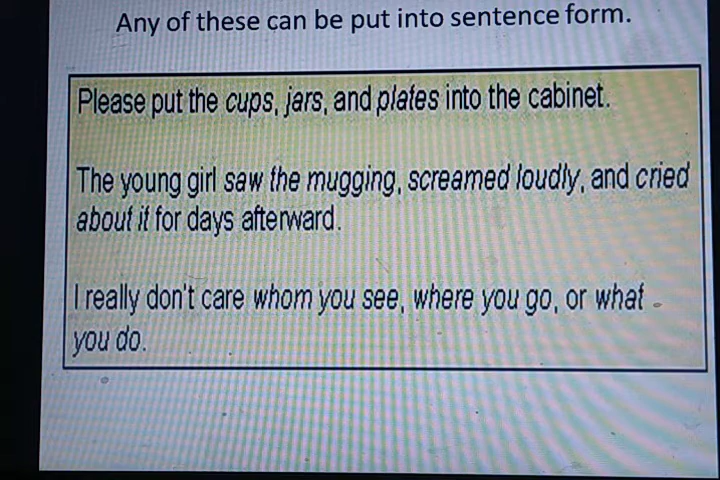 Any of these can be put into sentence form.
Please put the cups, jars, and plates into the cabinet.
The young girl saw the mugging, screamed loudly, and cried
about it for days afterward.
I really don't care whom you see, where you go, or what
you do.